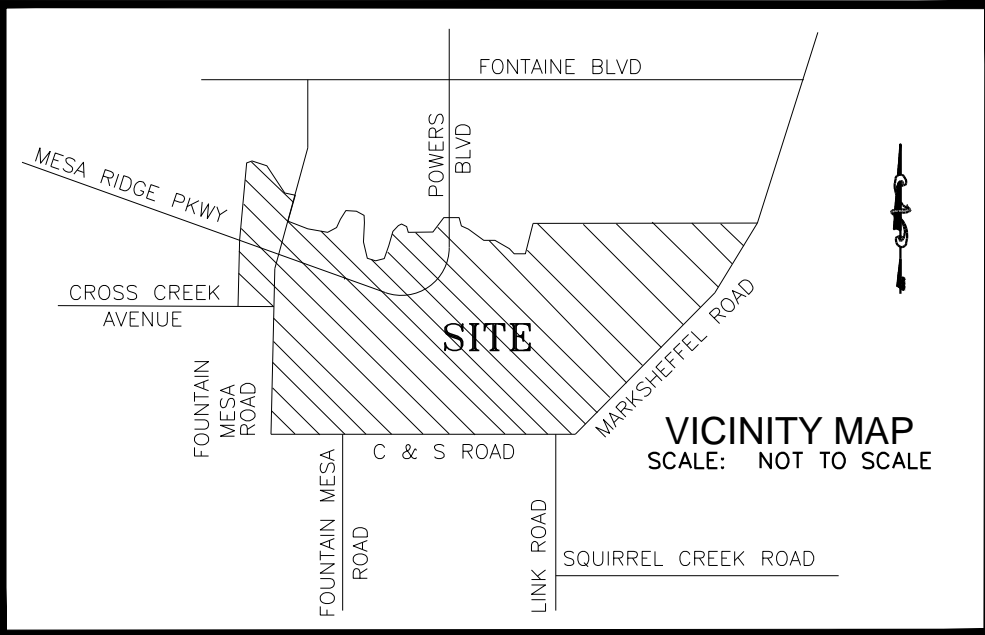 FONTAINE BLVD
POWERS
BLVD
MESA RIDGE PKWY
CROSS CREEK
AVENUE
SITE
MARKSHEFFEL ROAD
FOUNTAIN
MESA
ROAD
VICINITY MAP
SCALE: NOT TO SCALE
C & S ROAD
FOUNTAIN MESA
ROAD
LINK ROAD
SQUIRREL CREEK ROAD